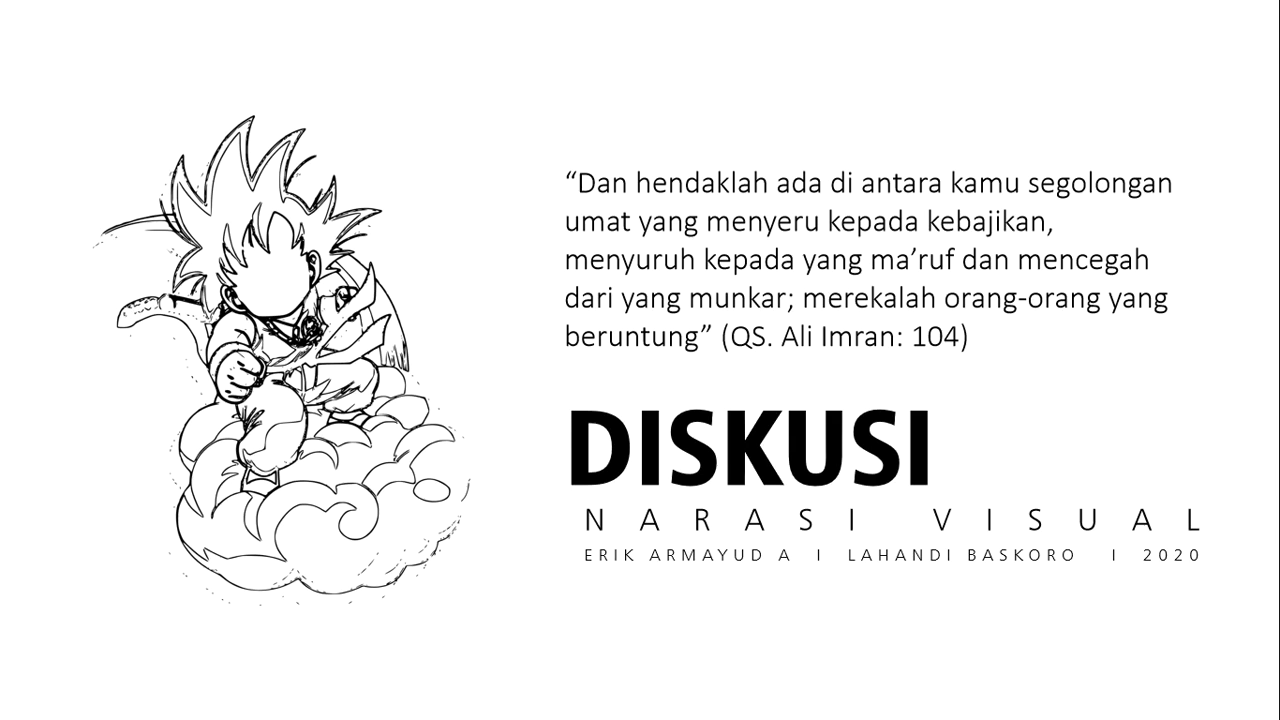 “Dan hendaklah ada di antara kamu segolongan
umat yang menyeru kepada kebajikan,
menyuruh kepada yang ma’ruf dan mencegah
dari yang munkar; merekalah orang-orang yang
beruntung” (QS. Ali Imran: 104)
DISKUSI
NARASI VISUAL
ERIK ARMAYUD A I LAHANDI BASKORO I 2020